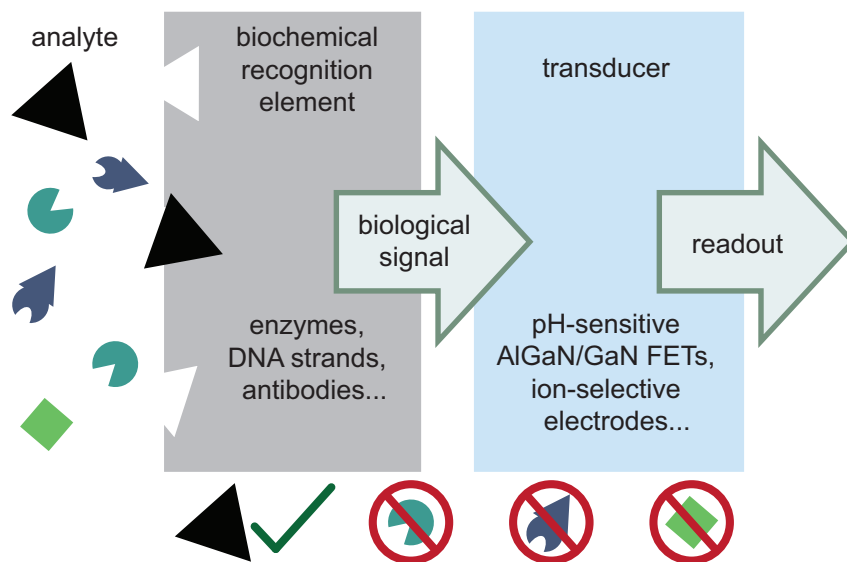 analyte
biochemical
recognition
element
transducer
biological
signal
readout
enzymes,
DNA strands,
antibodies...
pH-sensitive
AlGaN/GaN FETs,
ion-selective
electrodes...